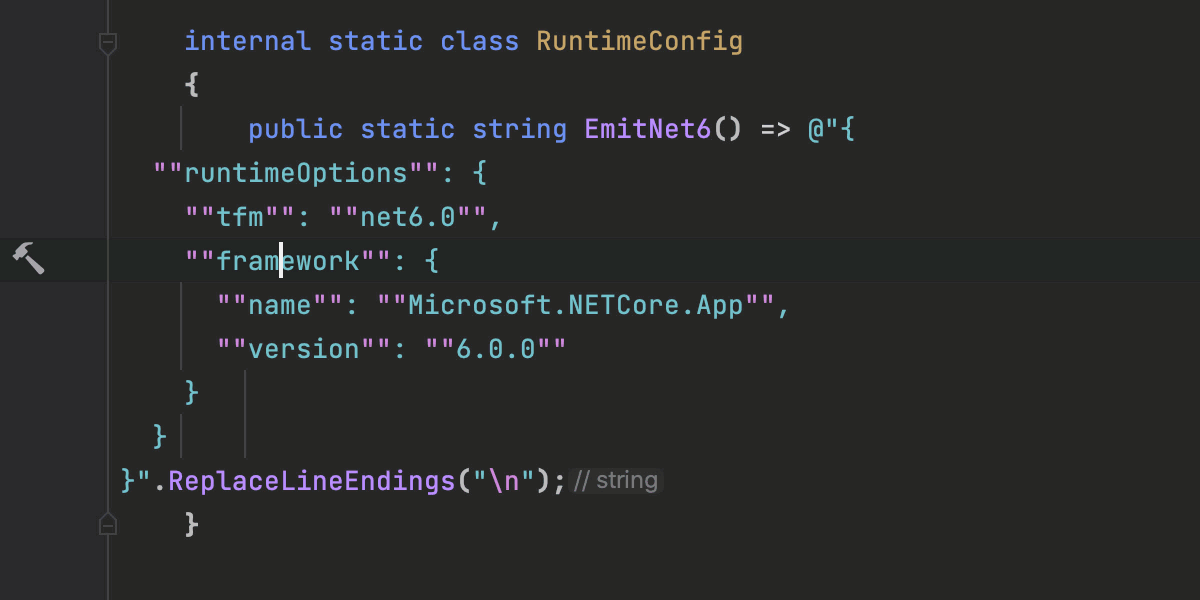 internal static class RuntimeConfig
{
public static string EmitNet6() => @"{
""runtimeOptions"": {
""tfm"": ""net6.0"",
""framework"": {
""name"": ""Microsoft.NETCore.App"",
""version"": ""6.0.0""
}
}
}".ReplaceLineEndings("\n"); // string
}